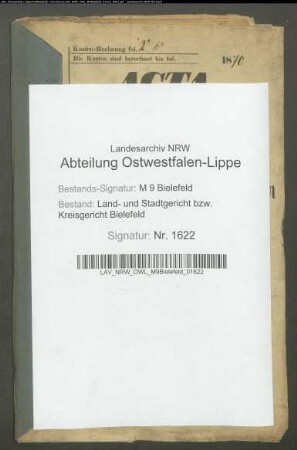 Kosten-Rechnung fol.
Die Kosten sind berechnet bis fol.
1870
ACTA
Landesarchiv NRW
Abteilung Ostwestfalen-Lippe
Bestands-Signatur: M 9 Bielefeld
Bestand: Land- und Stadtgericht bzw.
Kreisgericht Bielefeld
Signatur: Nr. 1622
LAV_NRW_OWL_M9Bielefeld_01622